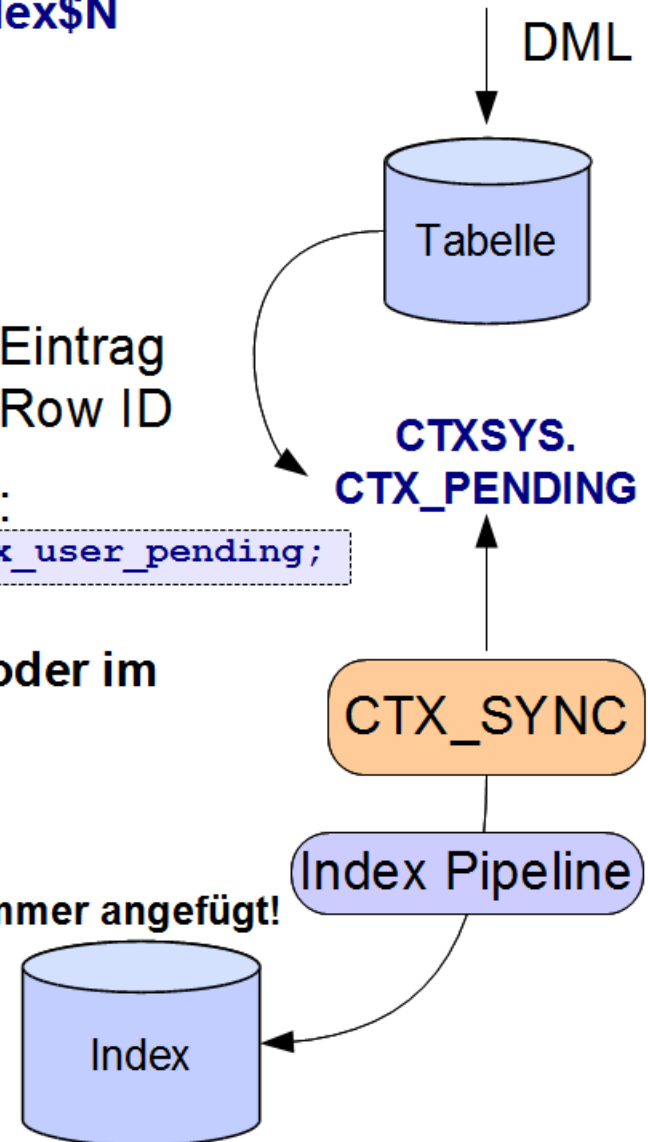 lex$N
DML
Tabelle
Eintrag
Row ID
CTXSYS.
CTX_PENDING
:
x_user_pending;
oder im
CTX_SYNC
Index Pipeline
mmer angefügt!
Index